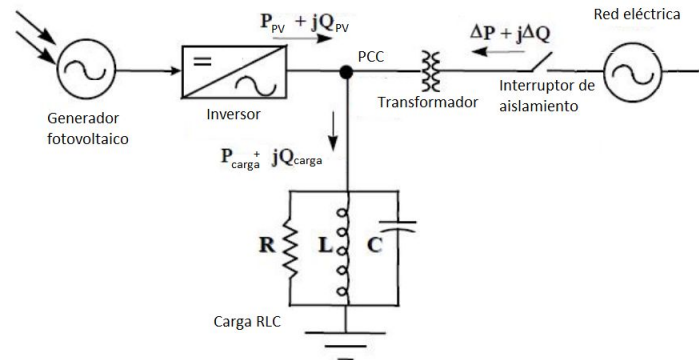 Red eléctrica
P_PV + jQ_PV
ΔP + jΔQ
PCC
Transformador
Interruptor de
aislamiento
Generador
fotovoltaico
Inversor
P_carga + jQ_carga
R L C
Carga RLC